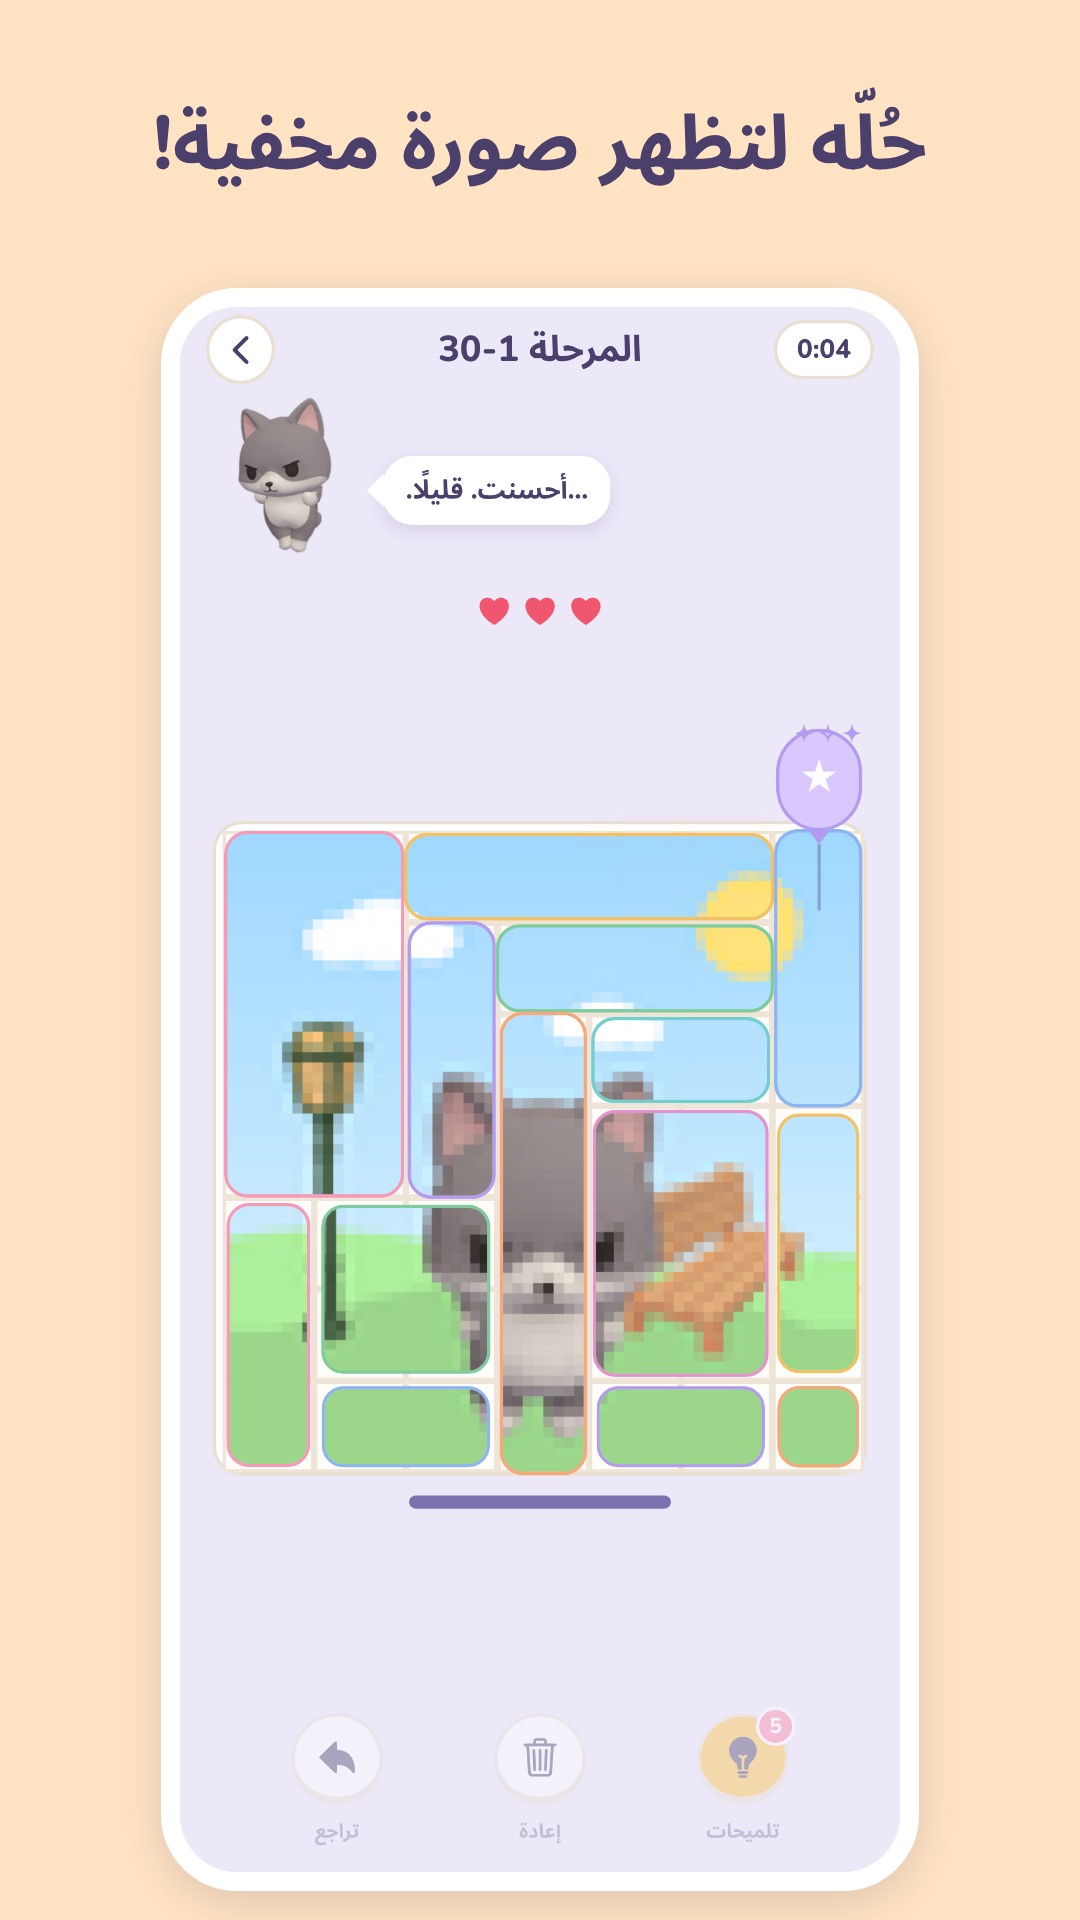 حُلّه لتظهر صورة مخفية!
المرحلة 1-30
0:04
...أحسنت. قليلًا.
5
تراجع
إعادة
تلميحات